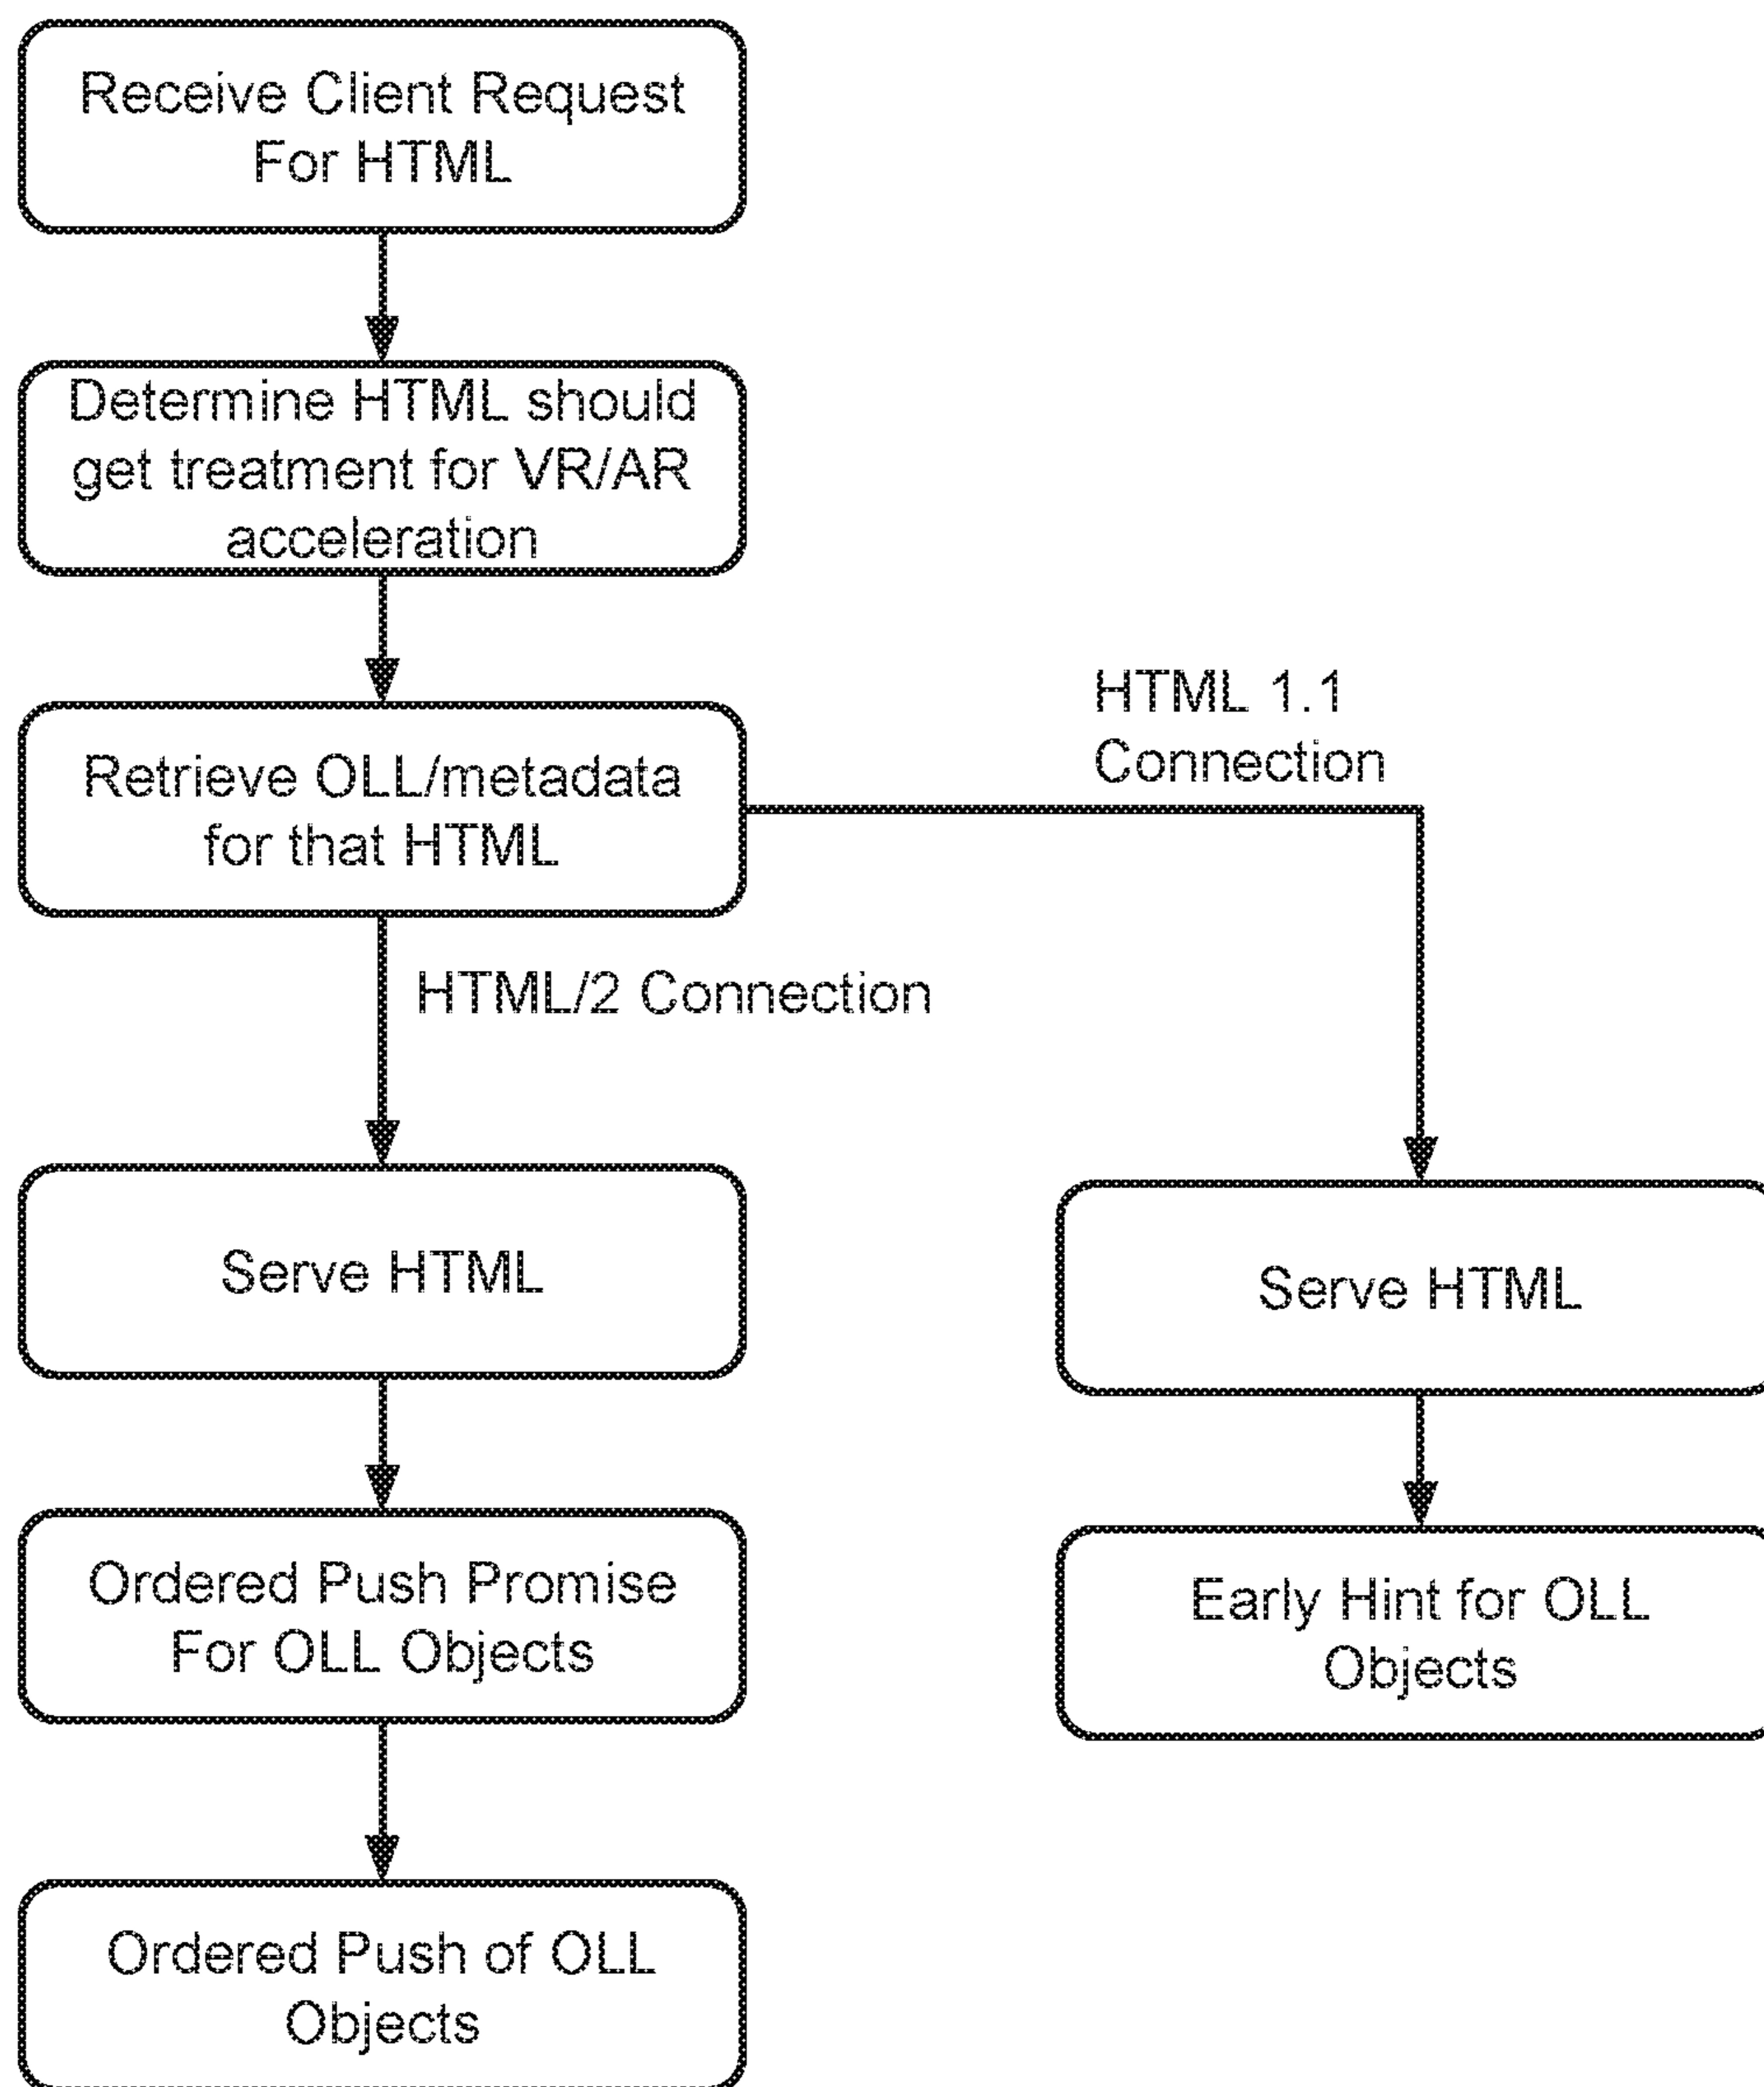 Receive Client Request
For HTML
Determine HTML should
get treatment for VR/AR
acceleration
Retrieve OLL/metadata
for that HTML
HTML 1.1
Connection
HTML/2 Connection
Serve HTML
Serve HTML
Ordered Push Promise
For OLL Objects
Early Hint for OLL
Objects
Ordered Push of OLL
Objects